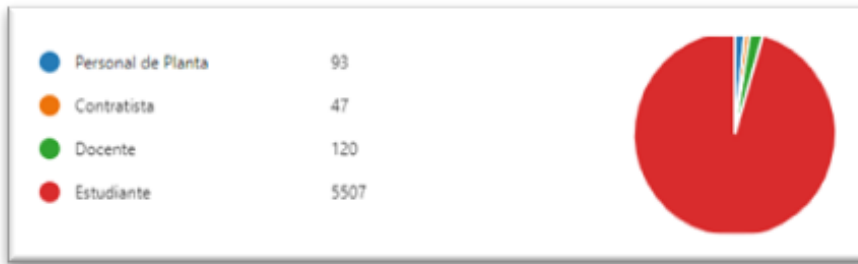 Personal de Planta 93
Contratista 47
Docente 120
Estudiante 5507